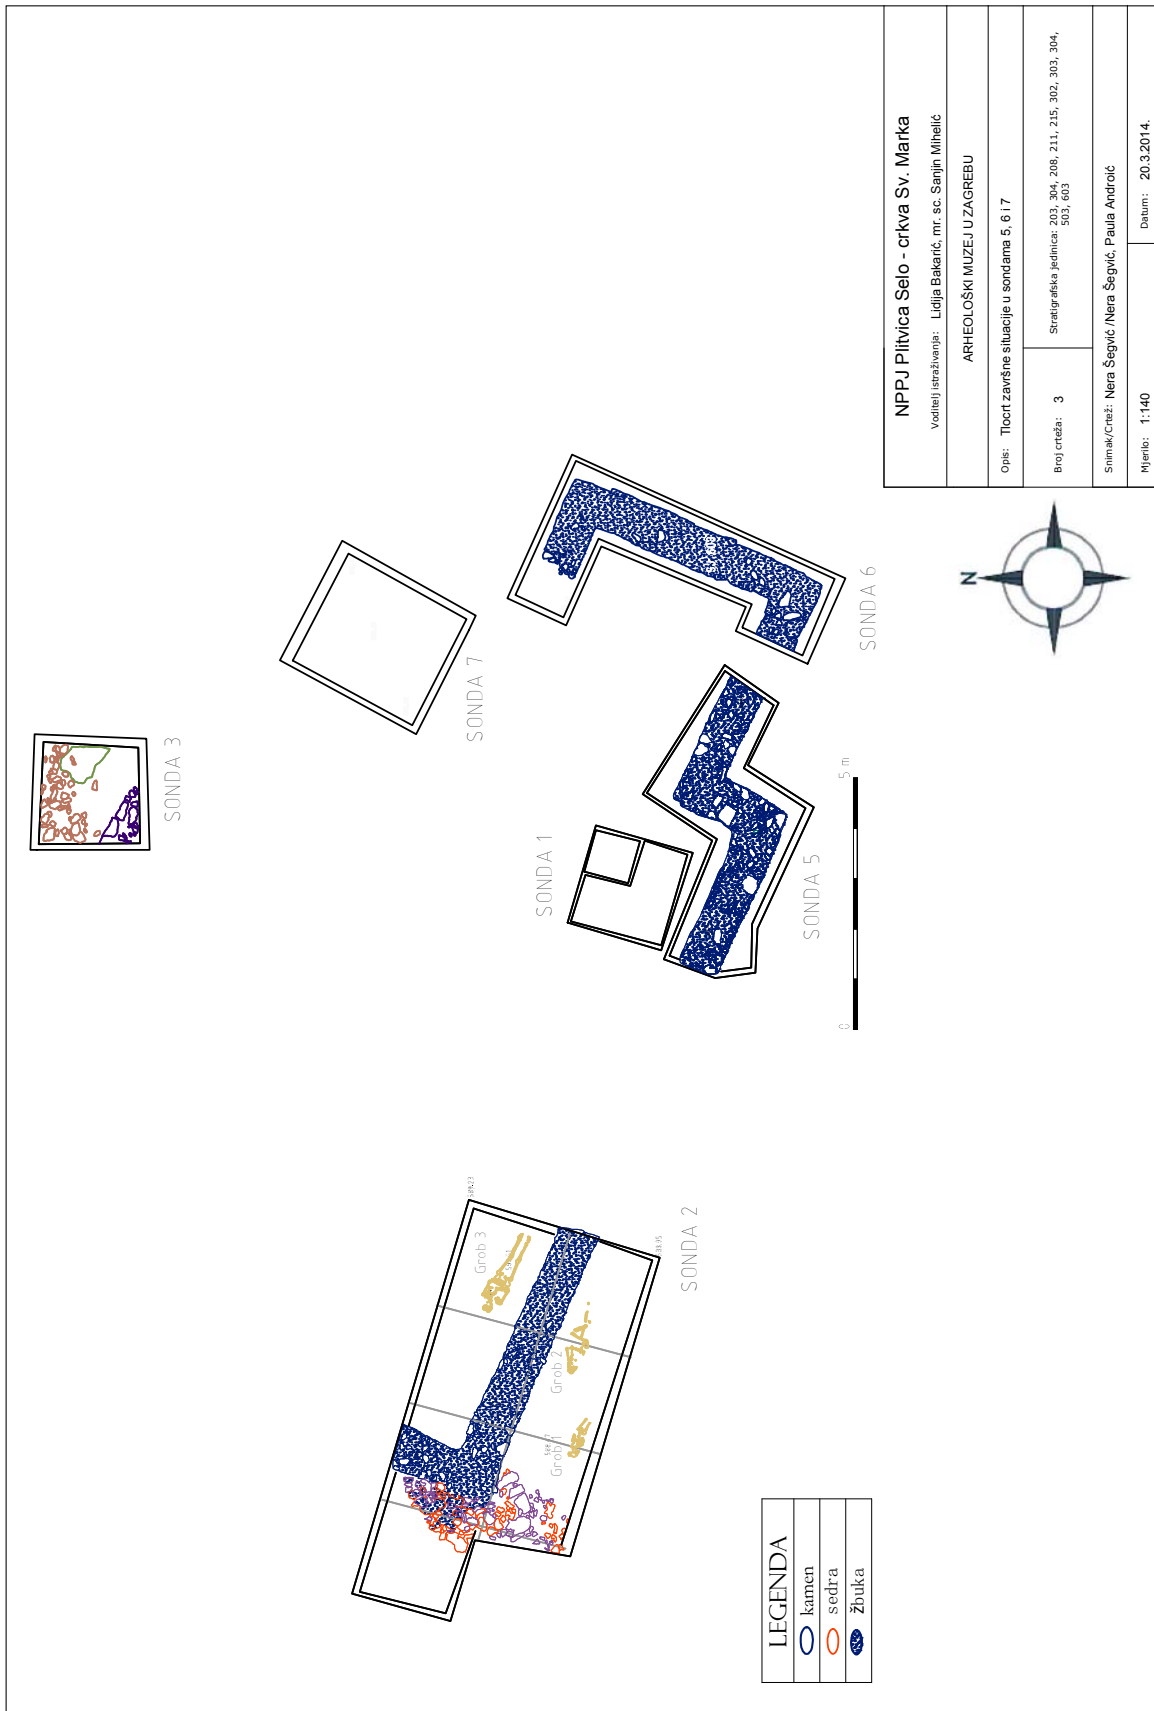 NPPJ Plitvica Selo - crkva Sv. Marka
Voditelj istraživanja: Lidija Bakarić, mr. sc. Sanjin Mihelić
ARHEOLOŠKI MUZEJ U ZAGREBU
Opis: Tlocrt završne situacije u sondama 5, 6 i 7
Broj crteža: 3
Stratigrafska jedinica: 203, 304, 208, 211, 215, 302, 303, 304,
503, 603
Snimak/Crtež: Nera Šegvić /Nera Šegvić, Paula Androić
Mjerilo: 1:140
Datum: 20.3.2014.
N
SONDA 3
SONDA 7
SONDA 6
603
SONDA 1
SONDA 5
0
5 m
SONDA 2
Grob 3
Grob 2
Grob 1
LEGENDA
kamen
sedra
žbuka